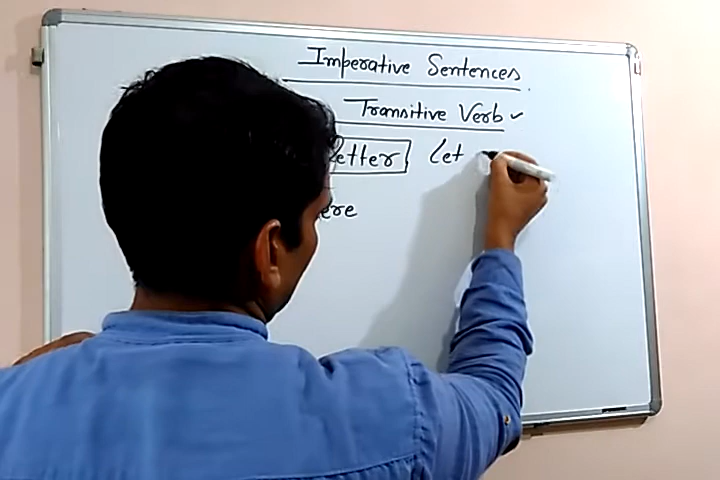 Imperative Sentences
Transitive Verb ✓
letter Let